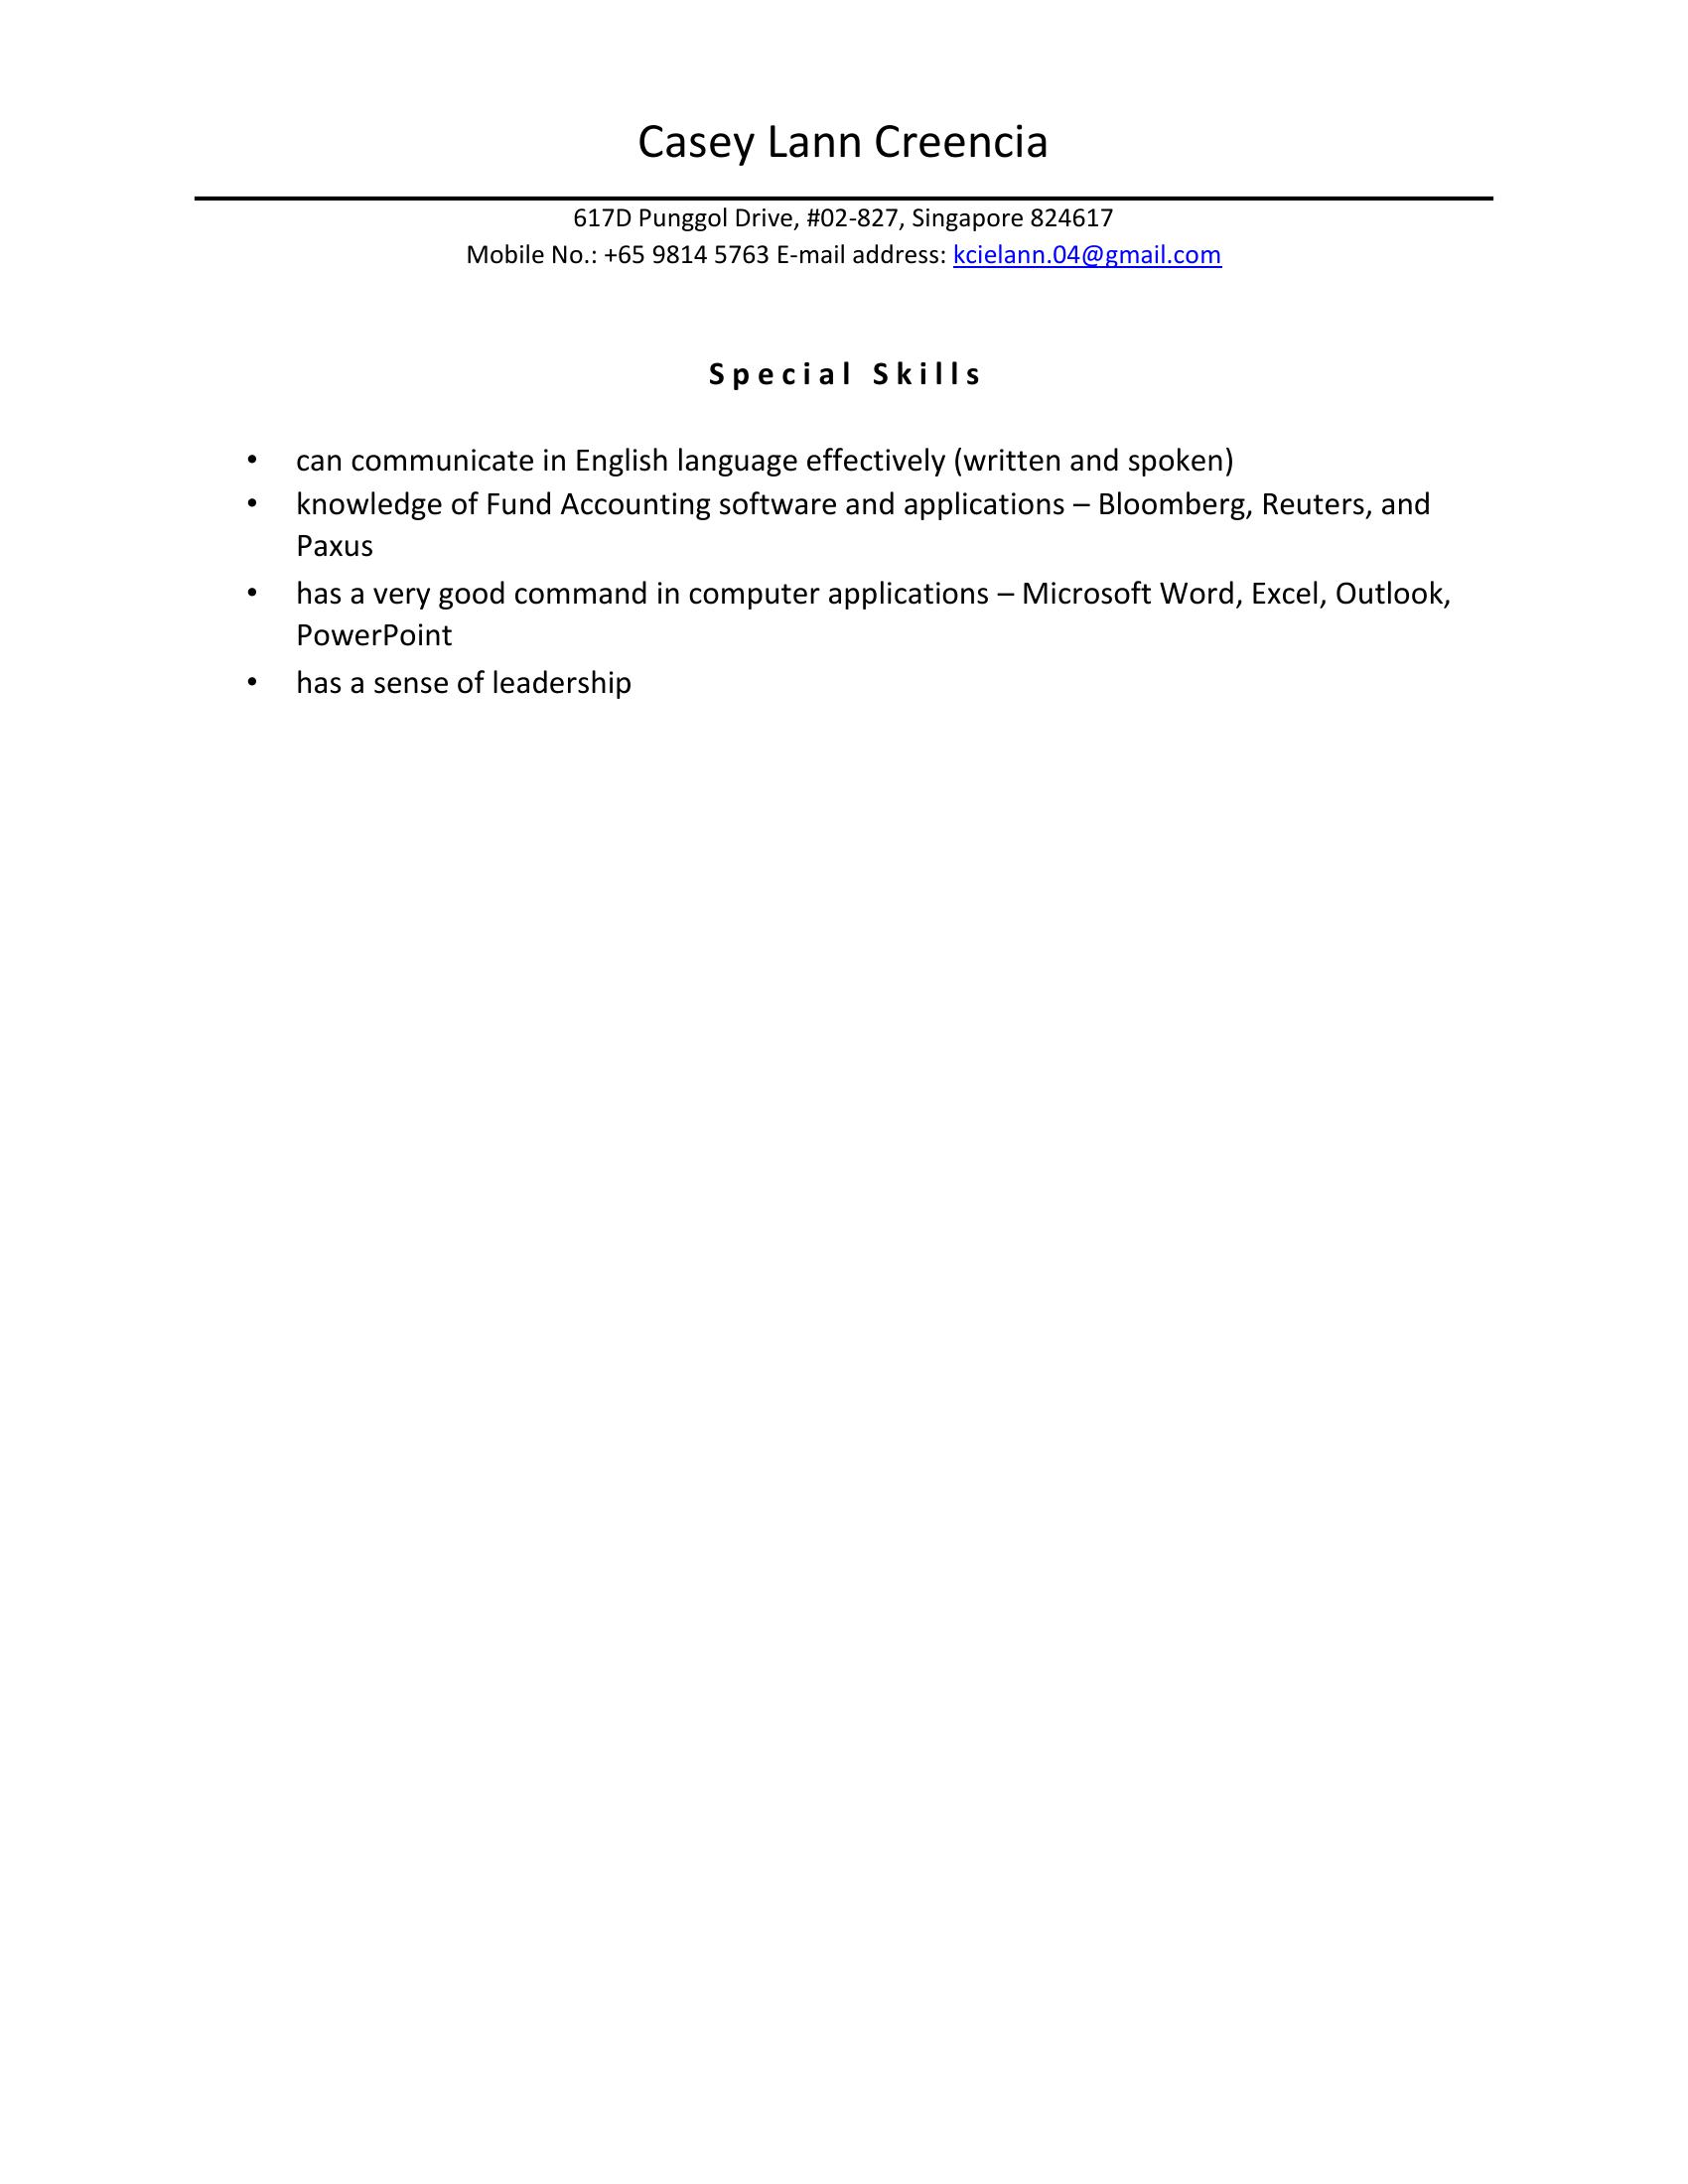 Casey Lann Creencia
617D Punggol Drive, #02-827, Singapore 824617
Mobile No.: +65 9814 5763 E-mail address: kcielann.04@gmail.com
Special Skills
• can communicate in English language effectively (written and spoken)
• knowledge of Fund Accounting software and applications – Bloomberg, Reuters, and
Paxus
• has a very good command in computer applications – Microsoft Word, Excel, Outlook,
PowerPoint
• has a sense of leadership